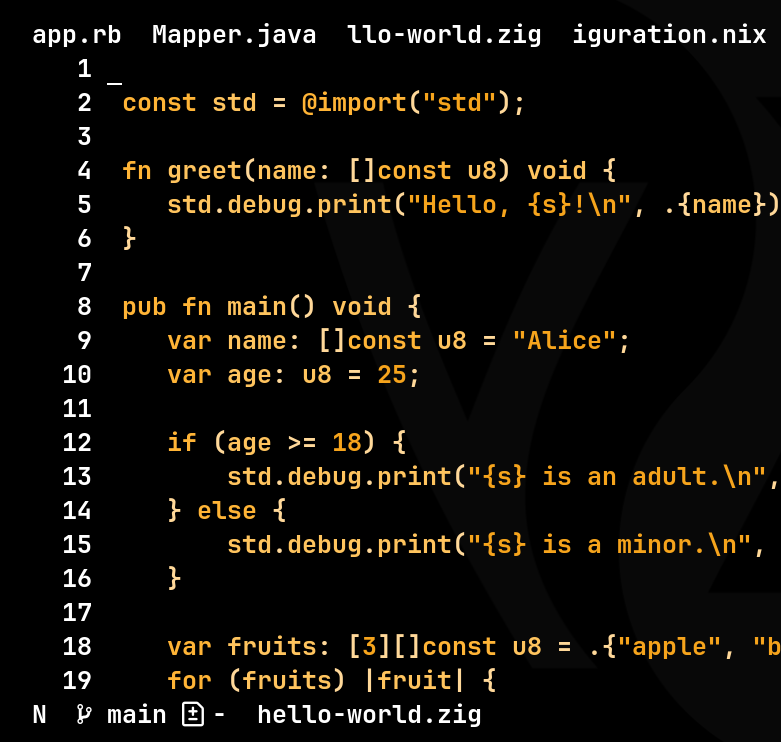 app.rb  Mapper.java  llo-world.zig  iguration.nix
1 _
2 const std = @import("std");
3
4 fn greet(name: []const u8) void {
5    std.debug.print("Hello, {s}!\n", .{name})
6 }
7
8 pub fn main() void {
9    var name: []const u8 = "Alice";
10    var age: u8 = 25;
11
12    if (age >= 18) {
13        std.debug.print("{s} is an adult.\n",
14    } else {
15        std.debug.print("{s} is a minor.\n",
16    }
17
18    var fruits: [3][]const u8 = .{"apple", "b
19    for (fruits) |fruit| {
N  main -  hello-world.zig